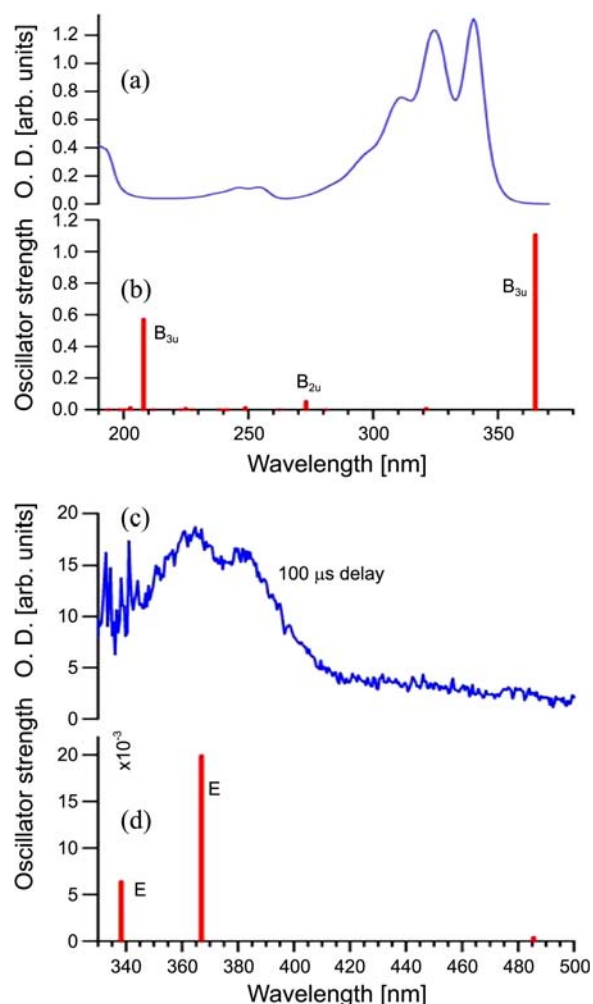 O. D. [arb. units]
1.2
1.0
0.8
0.6
0.4
0.2
0.0
(a)
Oscillator strength
1.2
1.0
0.8
0.6
0.4
0.2
0.0
(b)
B3u
B2u
B3u
200 250 300 350
Wavelength [nm]
O. D. [arb. units]
20
15
10
5
0
(c)
100 μs delay
Oscillator strength
x10-3
20
15
10
5
0
(d)
E
E
340 360 380 400 420 440 460 480 500
Wavelength [nm]